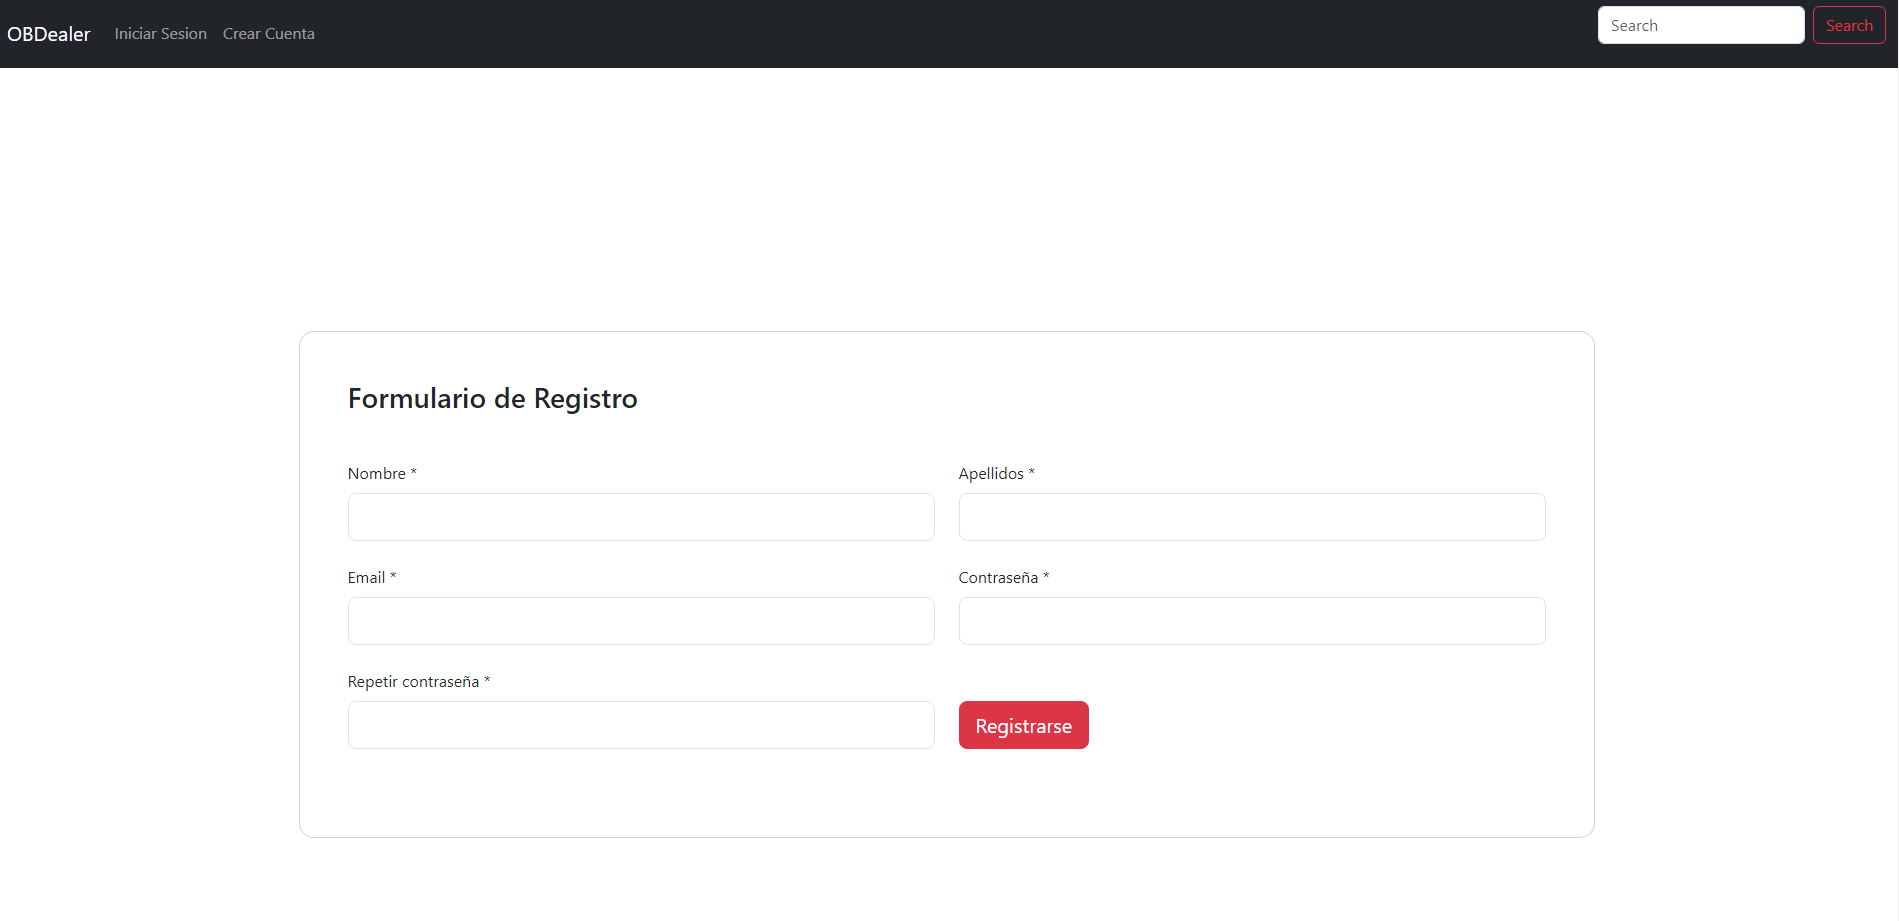 OBDealer Iniciar Sesion Crear Cuenta Search Search
Formulario de Registro
Nombre * Apellidos *
Email * Contraseña *
Repetir contraseña *
Registrarse